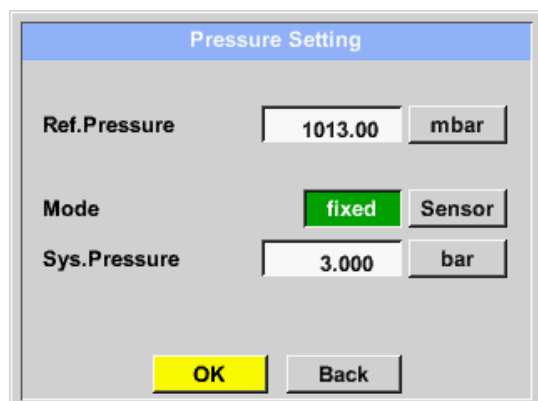 Pressure Setting
Ref.Pressure 1013.00 mbar
Mode fixed Sensor
Sys.Pressure 3.000 bar
OK Back